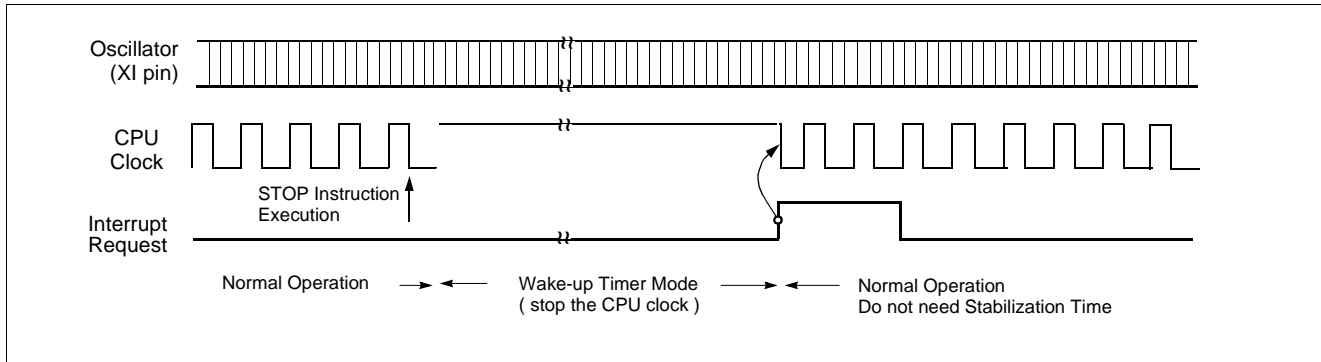 Oscillator
(XI pin)
CPU
Clock
STOP Instruction
Execution
Interrupt
Request
Normal Operation
Wake-up Timer Mode
( stop the CPU clock )
Normal Operation
Do not need Stabilization Time